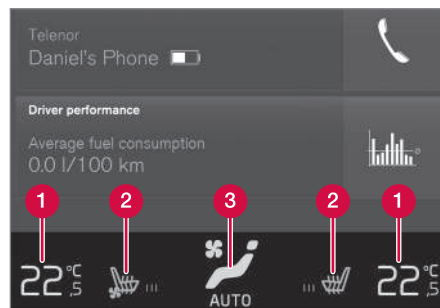 Telenor
Daniel's Phone
Driver performance
Average fuel consumption
0.0 l/100 km
1
2
3
2
1
22°C,5
22°C,5
AUTO